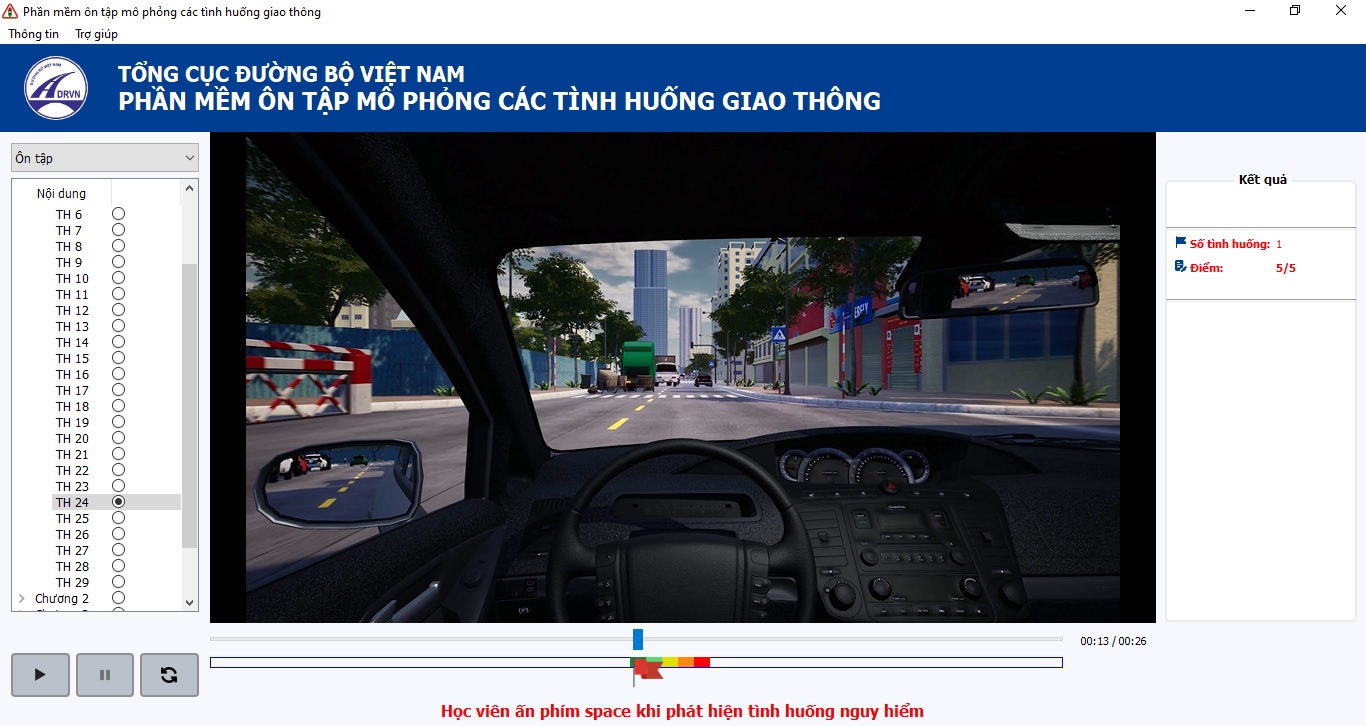 Phần mềm ôn tập mô phỏng các tình huống giao thông
Thông tin Trợ giúp
ĐƯỜNG BỘ VIỆT NAM
DRVN
TỔNG CỤC ĐƯỜNG BỘ VIỆT NAM
PHẦN MỀM ÔN TẬP MÔ PHỎNG CÁC TÌNH HUỐNG GIAO THÔNG
Ôn tập
Nội dung
TH 6
TH 7
TH 8
TH 9
TH 10
TH 11
TH 12
TH 13
TH 14
TH 15
TH 16
TH 17
TH 18
TH 19
TH 20
TH 21
TH 22
TH 23
TH 24
TH 25
TH 26
TH 27
TH 28
TH 29
Chương 2
Kết quả
Số tình huống: 1
Điểm: 5/5
00:13 / 00:26
Học viên ấn phím space khi phát hiện tình huống nguy hiểm